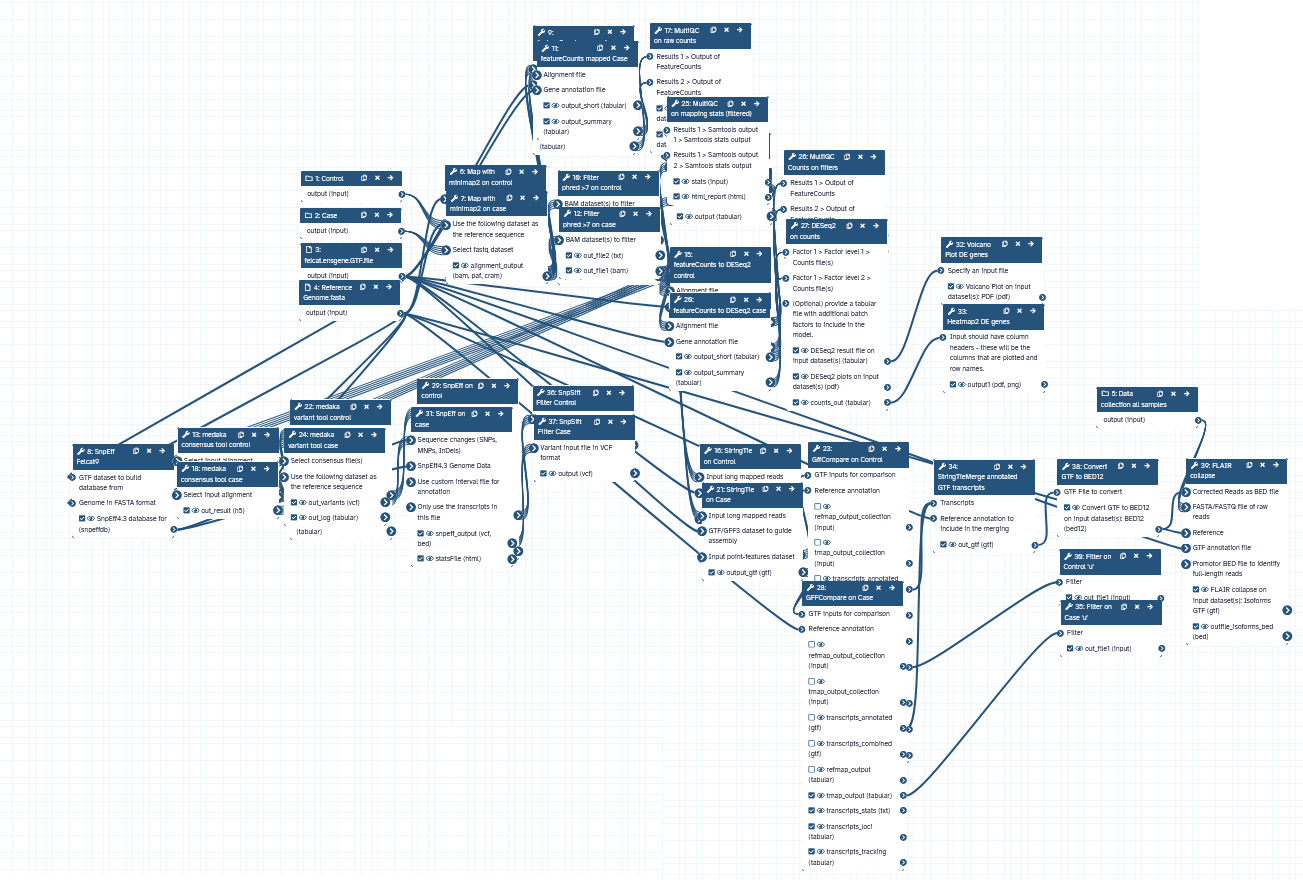 9:
11:
featureCounts mapped Case
Alignment file
Gene annotation file
output_short (tabular)
output_summary
(tabular)
(tabular)
17: MultiQC
on raw counts
Results 1 > Output of
FeatureCounts
Results 2 > Output of
FeatureCounts
25: MultiQC
on mapping stats (filtered)
Results 1 > Samtools output
1 > Samtools stats output
Results 1 > Samtools output
2 > Samtools stats output
stats (input)
html_report (html)
output (tabular)
26: MultiQC
Counts on filters
Results 1 > Output of
FeatureCounts
Results 2 > Output of
1: Control
output (input)
2: Case
output (input)
3:
felcat.ensgene.GTF.file
output (input)
4: Reference
Genome.fasta
output (input)
6: Map with
minimap2 on control
7: Map with
minimap2 on case
Use the following dataset as
the reference sequence
Select fastq dataset
alignment_output
(bam, paf, cram)
10: Filter
phred >7 on control
BAM dataset(s) to filter
12: Filter
phred >7 on case
BAM dataset(s) to filter
out_file2 (txt)
out_file1 (bam)
15:
featureCounts to DESeq2
control
Alignment file
20:
featureCounts to DESeq2 case
Alignment file
Gene annotation file
output_short (tabular)
output_summary
(tabular)
27: DESeq2
on counts
Factor 1 > Factor level 1 >
Counts file(s)
Factor 1 > Factor level 2 >
Counts file(s)
(Optional) provide a tabular
file with additional batch
factors to include in the
model.
DESeq2 result file on
input dataset(s) (tabular)
DESeq2 plots on input
dataset(s) (pdf)
counts_out (tabular)
32: Volcano
Plot DE genes
Specify an input file
Volcano Plot on input
dataset(s): PDF (pdf)
33:
Heatmap2 DE genes
Input should have column
headers - these will be the
columns that are plotted and
row names.
output1 (pdf, png)
5: Data
collection all samples
output (input)
8: SnpEff
Felcat9
GTF dataset to build
database from
Genome in FASTA format
SnpEff4.3 database for
(snpeffdb)
13: medaka
consensus tool control
Select input alignment
18: medaka
consensus tool case
Select input alignment
out_result (h5)
22: medaka
variant tool control
24: medaka
variant tool case
Select consensus file(s)
Use the following dataset as
the reference sequence
out_variants (vcf)
out_log (tabular)
(tabular)
29: SnpEff on
control
31: SnpEff on
case
Sequence changes (SNPs,
MNPs, InDels)
SnpEff4.3 Genome Data
Use custom interval file for
annotation
Only use the transcripts in
this file
snpeff_output (vcf,
bed)
statsFile (html)
36: SnpSift
Filter Control
37: SnpSift
Filter Case
Variant input file in VCF
format
output (vcf)
16: StringTie
on Control
Input long mapped reads
21: StringTie
on Case
Input long mapped reads
GTF/GFF3 dataset to guide
assembly
Input point-features dataset
output_gtf (gtf)
23:
GffCompare on Control
GTF inputs for comparison
Reference annotation
refmap_output_collection
(input)
tmap_output_collection
(input)
transcripts_annotated
28:
GFFCompare on Case
GTF inputs for comparison
Reference annotation
refmap_output_collection
(input)
tmap_output_collection
(input)
transcripts_annotated
(gtf)
transcripts_combined
(gtf)
refmap_output
(tabular)
tmap_output (tabular)
transcripts_stats (txt)
transcripts_loci
(tabular)
transcripts_tracking
(tabular)
34:
StringTieMerge annotated
GTF transcripts
Transcripts
Reference annotation to
include in the merging
out_gtf (gtf)
38: Convert
GTF to BED12
GTF File to convert
Convert GTF to BED12
on input dataset(s): BED12
(bed12)
30: Filter on
Control 'u'
Filter
out_file1 (input)
35: Filter on
Case 'u'
Filter
out_file1 (input)
39: FLAIR
collapse
Corrected Reads as BED file
FASTA/FASTQ file of raw
reads
Reference
GTF annotation file
Promotor BED file to identify
full-length reads
FLAIR collapse on
input dataset(s): Isoforms
GTF (gtf)
outfile_isoforms_bed
(bed)